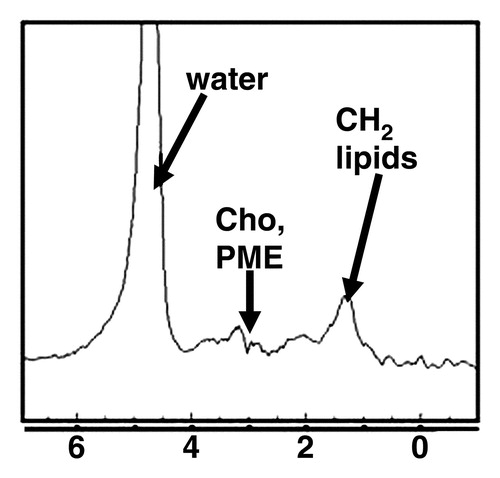 water
CH₂
lipids
Cho,
PME
6 4 2 0